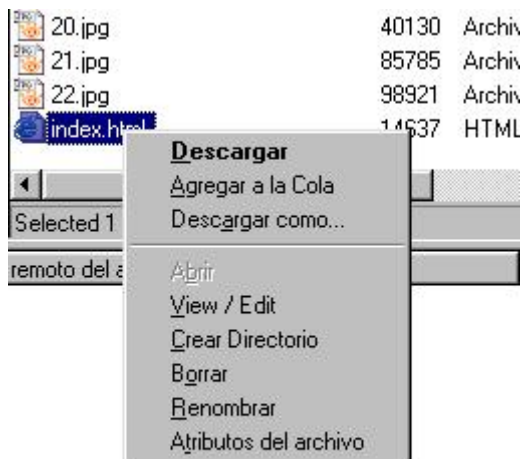 20.jpg 40130 Archiv
21.jpg 85785 Archiv
22.jpg 98921 Archiv
index.html 14637 HTML
Descargar
Agregar a la Cola
Selected 1 Descargar como...
remoto del a
Abrir
View / Edit
Crear Directorio
Borrar
Renombrar
Atributos del archivo